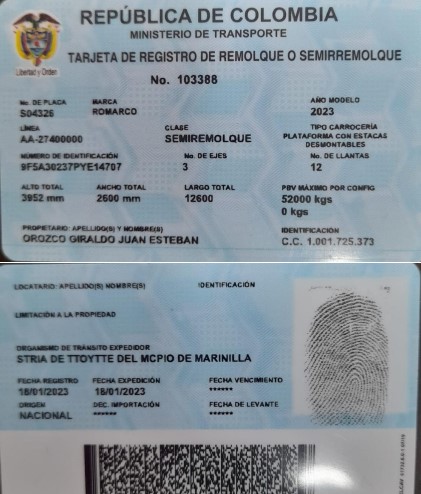 REPÚBLICA DE COLOMBIA
MINISTERIO DE TRANSPORTE
Libertad y Orden
TARJETA DE REGISTRO DE REMOLQUE O SEMIRREMOLQUE
No. 103388
No. DE PLACA MARCA AÑO MODELO
S04326 ROMARCO 2023
LÍNEA CLASE TIPO CARROCERÍA
AA-27400000 SEMIREMOLQUE PLATAFORMA CON ESTACAS DESMONTABLES
NÚMERO DE IDENTIFICACIÓN No. DE EJES No. DE LLANTAS
9F5A30237PYE14707 3 12
ALTO TOTAL ANCHO TOTAL LARGO TOTAL PBV MÁXIMO POR CONFIG
3952 mm 2600 mm 12600 52000 kgs
0 kgs
PROPIETARIO: APELLIDO(S) Y NOMBRE(S) IDENTIFICACIÓN
OROZCO GIRALDO JUAN ESTEBAN C.C. 1.001.725.373
LOCATARIO: APELLIDO(S) NOMBRE(S) IDENTIFICACIÓN
LIMITACIÓN A LA PROPIEDAD
ORGANISMO DE TRÁNSITO EXPEDIDOR
STRIA DE TTOYTTE DEL MCPIO DE MARINILLA
FECHA REGISTRO FECHA EXPEDICIÓN FECHA VENCIMIENTO
18/01/2023 18/01/2023 ******
ORIGEN DEC. IMPORTACIÓN FECHA DE LEVANTE
NACIONAL ****** ******